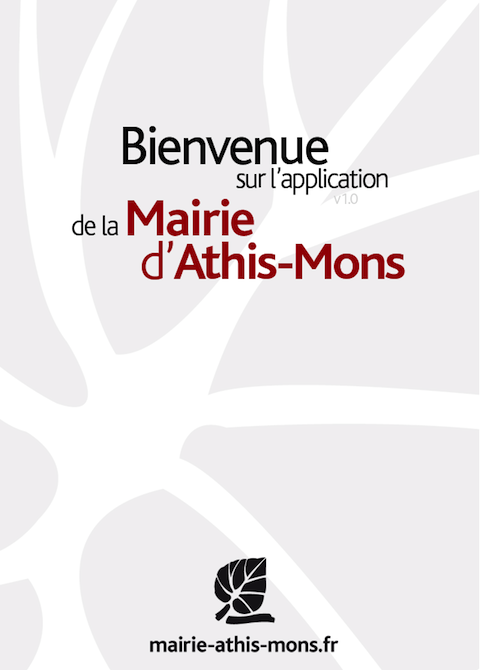 Bienvenue
sur l'application
v1.0
de la Mairie
d'Athis-Mons
mairie-athis-mons.fr